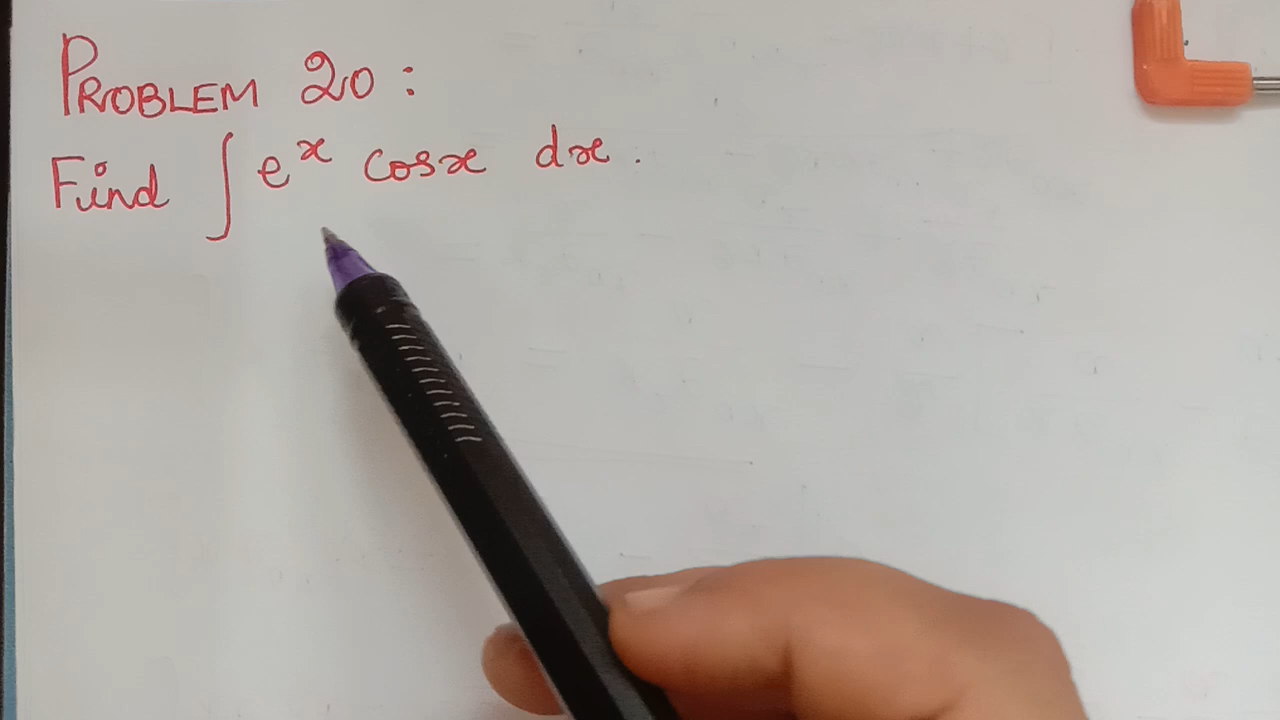 PROBLEM 20:
Find ∫ e^x cosx dx.